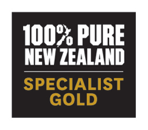 100% PURE
NEW ZEALAND
SPECIALIST
GOLD